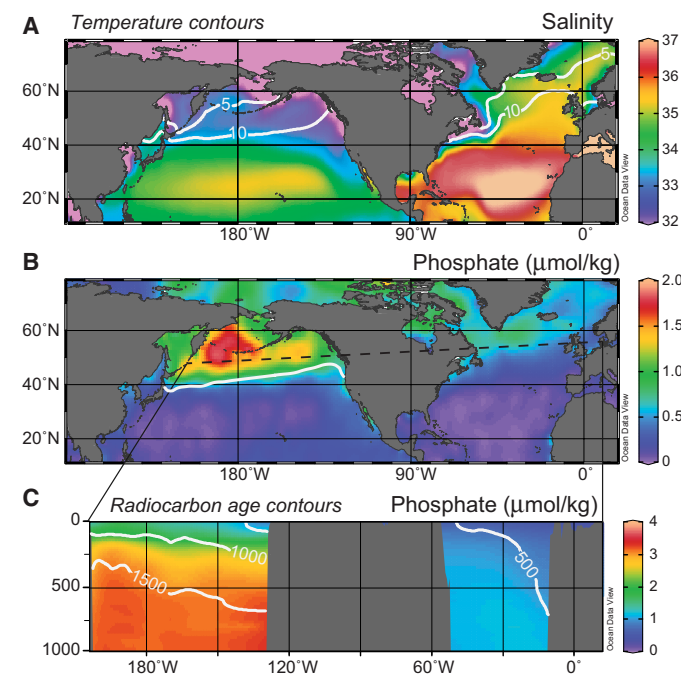 A
Temperature contours
Salinity
60˚N
40˚N
20˚N
5
10
5
10
180˚W
90˚W
0˚
37
36
35
34
33
32
Ocean Data View
B
Phosphate (μmol/kg)
60˚N
40˚N
20˚N
180˚W
90˚W
0˚
2.0
1.5
1.0
0.5
0
Ocean Data View
C
Radiocarbon age contours
Phosphate (μmol/kg)
0
500
1000
1000
1500
500
180˚W
120˚W
60˚W
0˚
4
3
2
1
0
Ocean Data View